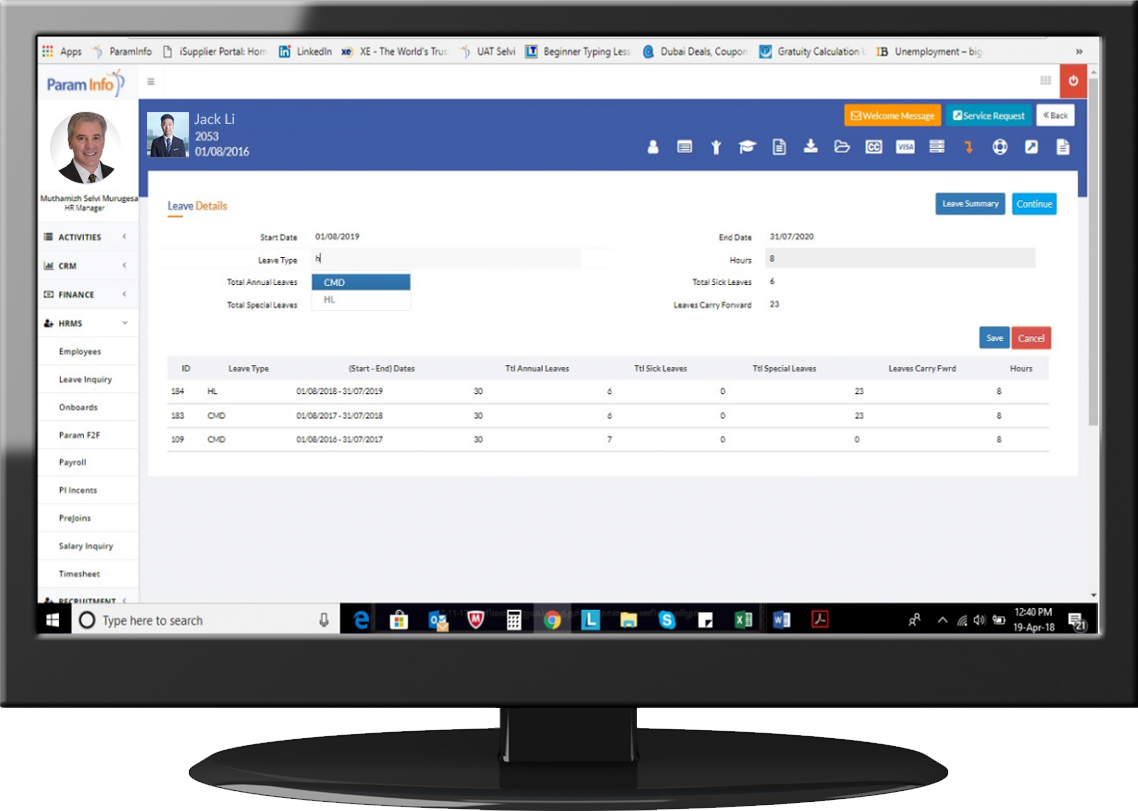 Apps ParamInfo iSupplier Portal: Hom LinkedIn XE - The World's Trus UAT Selvi Beginner Typing Less Dubai Deals, Coupon Gratuity Calculation Unemployment – big »
Param Info
Jack Li
2053
01/08/2016
Welcome Message Service Request « Back
CC VISA
Muthamizh Selvi Murugesa
HR Manager
ACTIVITIES
CRM
FINANCE
HRMS
Employees
Leave Inquiry
Onboards
Param F2F
Payroll
PI Incents
PreJoins
Salary Inquiry
Timesheet
RECRUITMENT
Leave Details Leave Summary Continue
Start Date 01/08/2019 End Date 31/07/2020
Leave Type h Hours 8
Total Annual Leaves CMD Total Sick Leaves 6
Total Special Leaves HL Leaves Carry Forward 23
Save Cancel
ID Leave Type (Start - End) Dates Ttl Annual Leaves Ttl Sick Leaves Ttl Special Leaves Leaves Carry Fwrd Hours
184 HL 01/08/2018 - 31/07/2019 30 6 0 23 8
183 CMD 01/08/2017 - 31/07/2018 30 6 0 23 8
109 CMD 01/08/2016 - 31/07/2017 30 7 0 0 8
Type here to search
12:40 PM
19-Apr-18
21